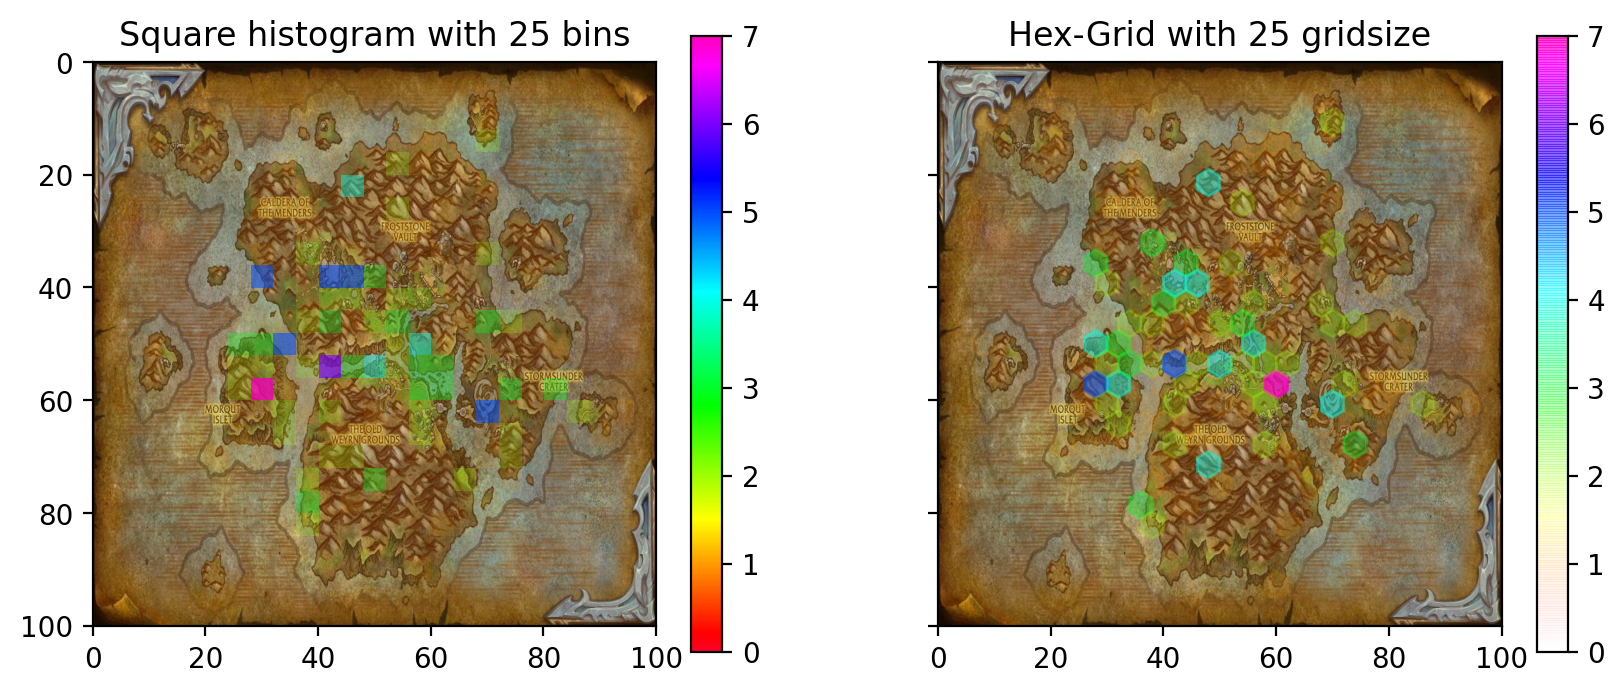 Square histogram with 25 bins
0
20
40
60
80
100
0 20 40 60 80 100
CALDERA OF
THE MENDERS
FROSTSTONE
VAULT
STORMSUNDER
CRATER
MORQUT
ISLET
THE OLD
WEYRN GROUNDS
7
6
5
4
3
2
1
0
Hex-Grid with 25 gridsize
0 20 40 60 80 100
CALDERA OF
THE MENDERS
FROSTSTONE
VAULT
STORMSUNDER
CRATER
MORQUT
ISLET
THE OLD
WEYRN GROUNDS
7
6
5
4
3
2
1
0